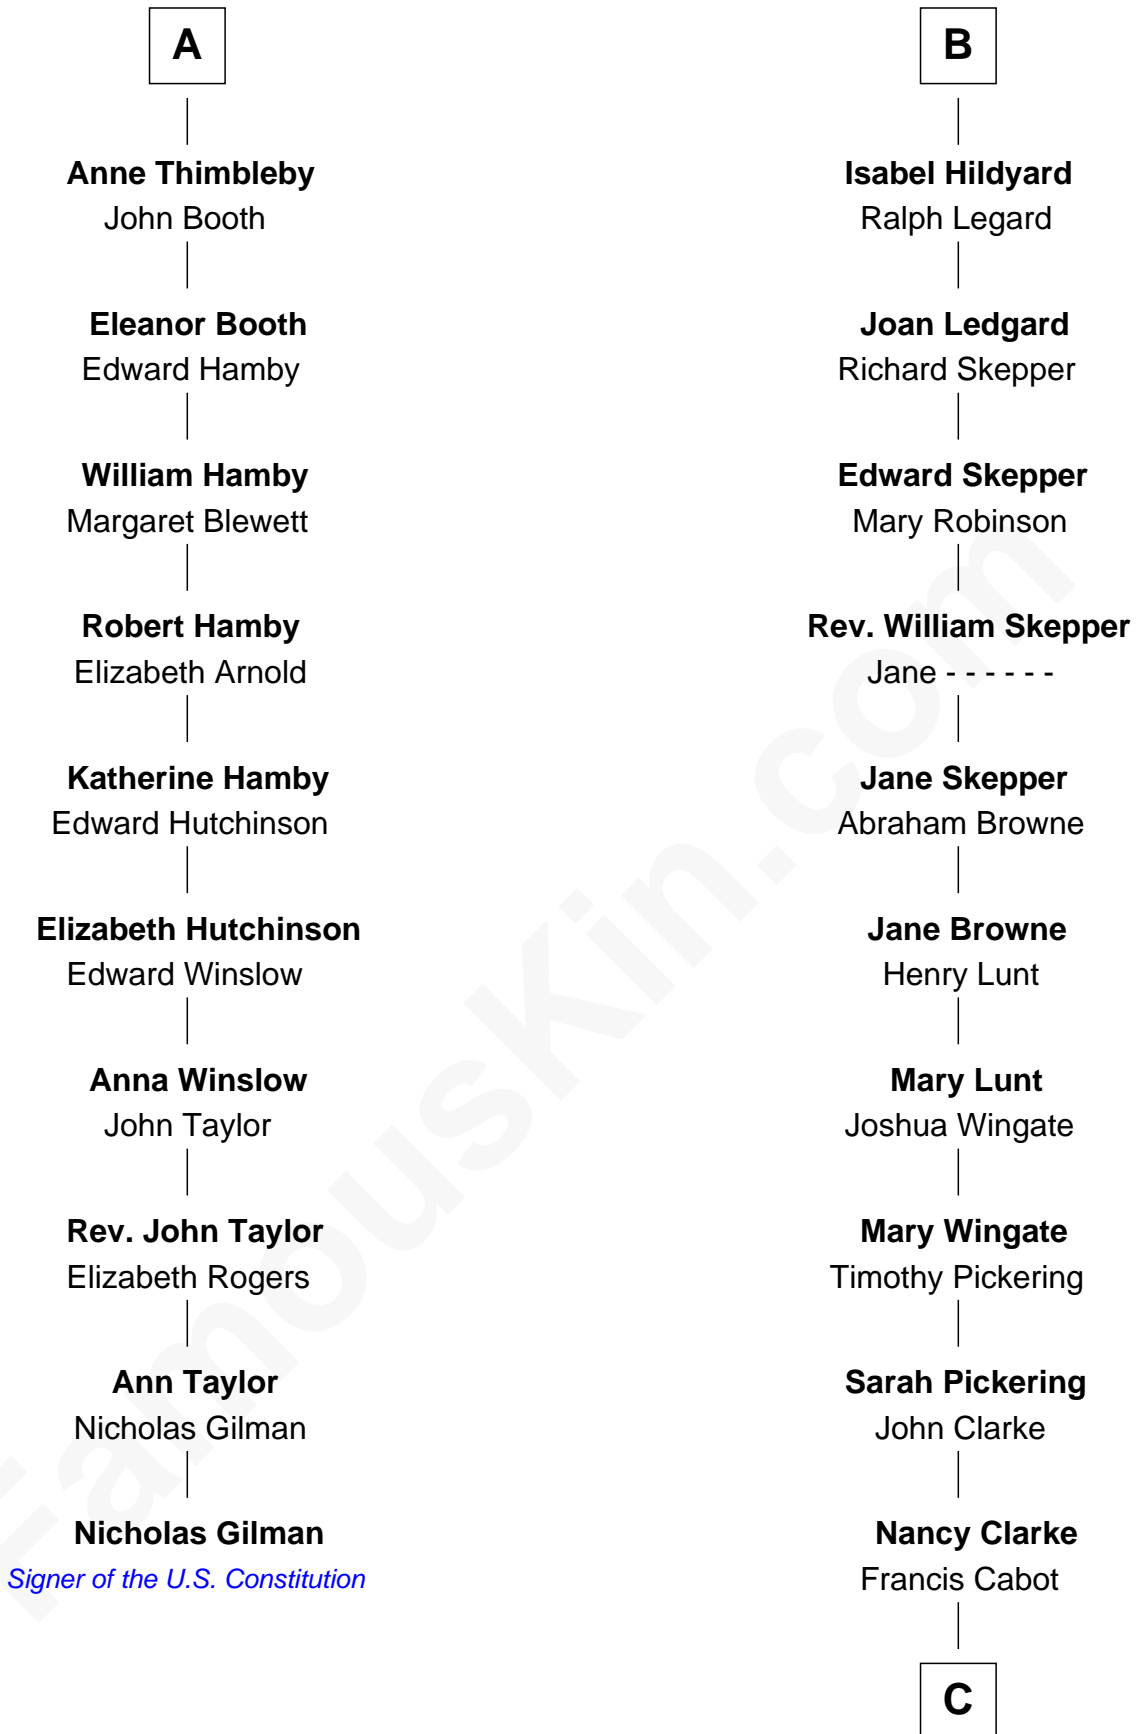 A
Anne Thimbleby
John Booth
Eleanor Booth
Edward Hamby
William Hamby
Margaret Blewett
Robert Hamby
Elizabeth Arnold
Katherine Hamby
Edward Hutchinson
Elizabeth Hutchinson
Edward Winslow
Anna Winslow
John Taylor
Rev. John Taylor
Elizabeth Rogers
Ann Taylor
Nicholas Gilman
Nicholas Gilman
Signer of the U.S. Constitution
B
Isabel Hildyard
Ralph Legard
Joan Ledgard
Richard Skepper
Edward Skepper
Mary Robinson
Rev. William Skepper
Jane - - - - - -
Jane Skepper
Abraham Browne
Jane Browne
Henry Lunt
Mary Lunt
Joshua Wingate
Mary Wingate
Timothy Pickering
Sarah Pickering
John Clarke
Nancy Clarke
Francis Cabot
C
FamousKin.com